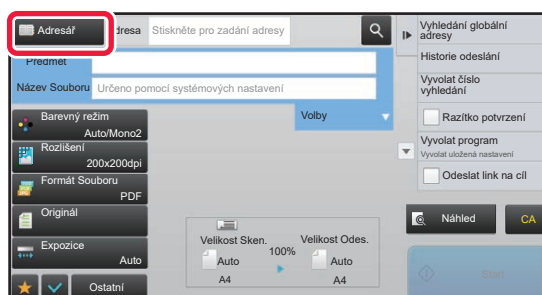 Adresář
dresa
Stiskněte pro zadání adresy
Předmět
Název Souboru
Určeno pomocí systémových nastavení
Barevný režim
Auto/Mono2
Rozlišení
200x200dpi
Formát Souboru
PDF
Originál
Expozice
Auto
Ostatní
Volby
Velikost Sken.
Auto
A4
100%
Velikost Odes.
Auto
A4
Vyhledání globální
adresy
Historie odeslání
Vyvolat číslo
vyhledání
Razítko potvrzení
Vyvolat program
Vyvolat uložená nastavení
Odeslat link na cíl
Náhled
CA
Start